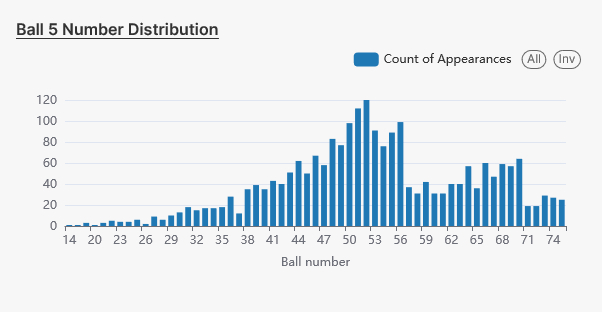 Ball 5 Number Distribution
Count of Appearances All Inv
120
100
80
60
40
20
0
14 20 23 26 29 32 35 38 41 44 47 50 53 56 59 62 65 68 71 74
Ball number